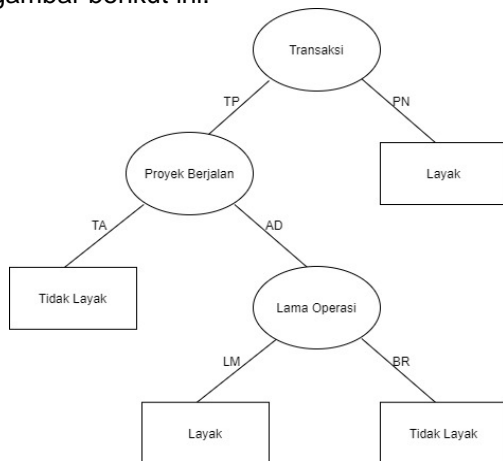 gambar berikut ini.
Transaksi
TP
PN
Proyek Berjalan
Layak
TA
AD
Tidak Layak
Lama Operasi
LM
BR
Layak
Tidak Layak